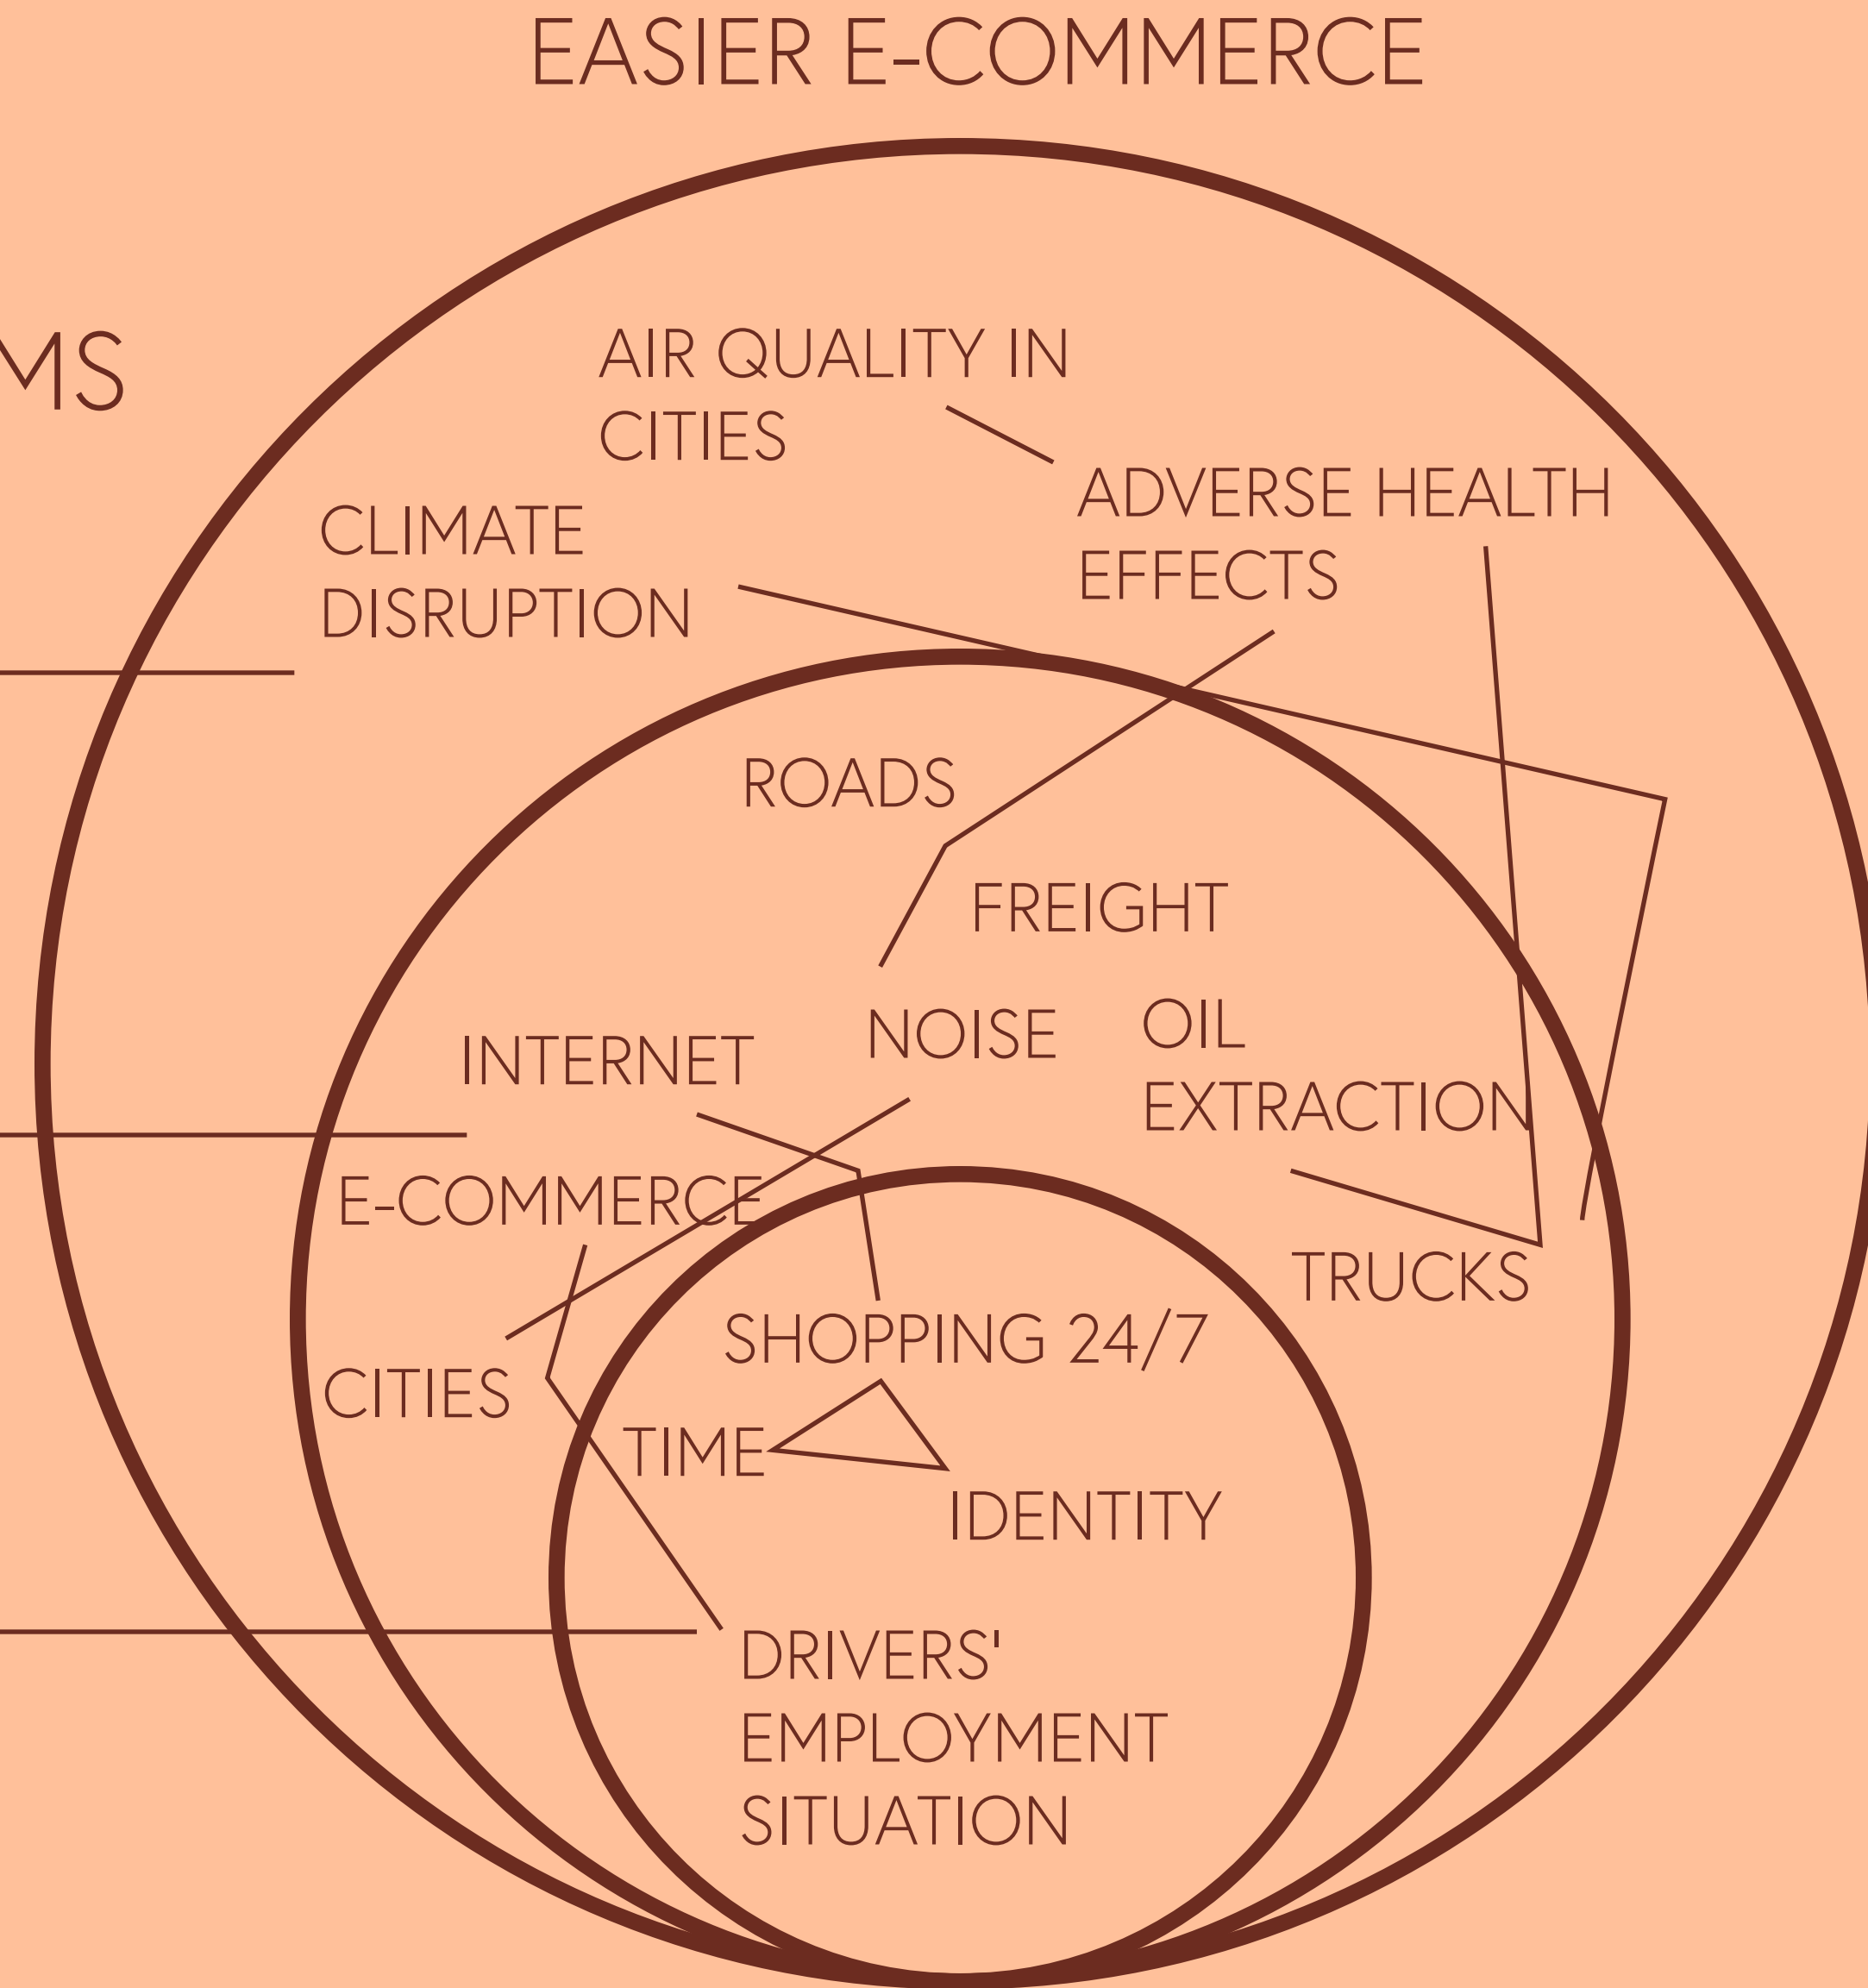 EASIER E-COMMERCE
MS
AIR QUALITY IN
CITIES
ADVERSE HEALTH
EFFECTS
CLIMATE
DISRUPTION
ROADS
FREIGHT
NOISE
OIL
EXTRACTION
INTERNET
E-COMMERCE
TRUCKS
SHOPPING 24/7
CITIES
TIME
IDENTITY
DRIVERS'
EMPLOYMENT
SITUATION